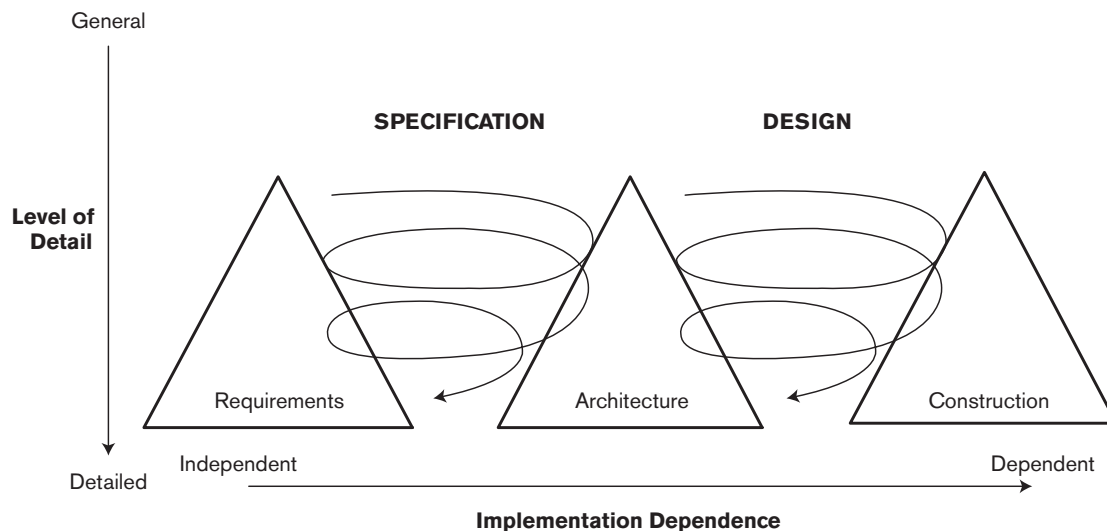 General
SPECIFICATION
DESIGN
Level of
Detail
Requirements
Architecture
Construction
Independent
Dependent
Detailed
Implementation Dependence